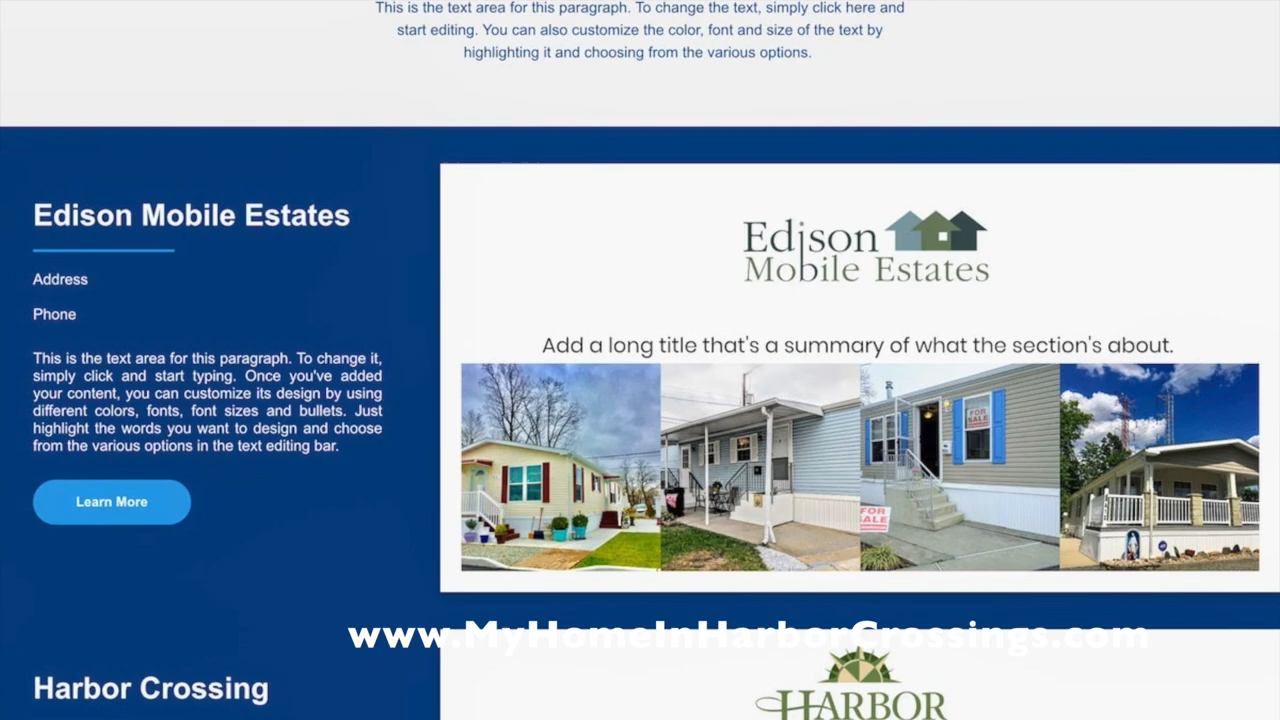 This is the text area for this paragraph. To change the text, simply click here and
start editing. You can also customize the color, font and size of the text by
highlighting it and choosing from the various options.
Edison Mobile Estates
Address
Phone
This is the text area for this paragraph. To change it,
simply click and start typing. Once you've added
your content, you can customize its design by using
different colors, fonts, font sizes and bullets. Just
highlight the words you want to design and choose
from the various options in the text editing bar.
Learn More
Edison
Mobile Estates
Add a long title that's a summary of what the section's about.
FOR
SALE
FOR
SALE
www.MyHomeInHarborCrossings.com
Harbor Crossing
HARBOR